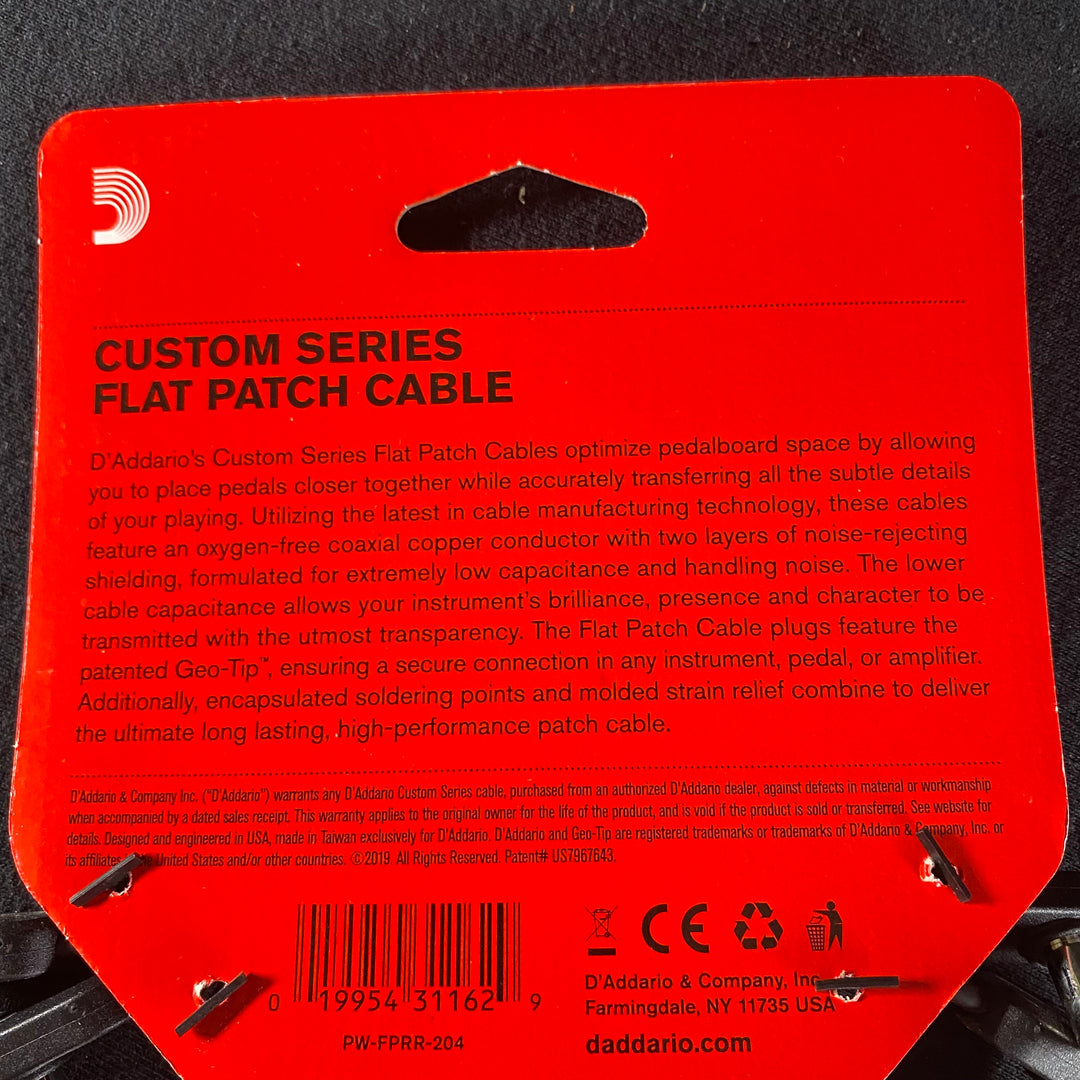 CUSTOM SERIES
FLAT PATCH CABLE
D'Addario's Custom Series Flat Patch Cables optimize pedalboard space by allowing
you to place pedals closer together while accurately transferring all the subtle details
of your playing. Utilizing the latest in cable manufacturing technology, these cables
feature an oxygen-free coaxial copper conductor with two layers of noise-rejecting
shielding, formulated for extremely low capacitance and handling noise. The lower
cable capacitance allows your instrument's brilliance, presence and character to be
transmitted with the utmost transparency. The Flat Patch Cable plugs feature the
patented Geo-Tip™, ensuring a secure connection in any instrument, pedal, or amplifier.
Additionally, encapsulated soldering points and molded strain relief combine to deliver
the ultimate long lasting, high-performance patch cable.
D'Addario & Company Inc. ("D'Addario") warrants any D'Addario Custom Series cable, purchased from an authorized D'Addario dealer, against defects in material or workmanship
when accompanied by a dated sales receipt. This warranty applies to the original owner for the life of the product, and is void if the product is sold or transferred. See website for
details. Designed and engineered in USA, made in Taiwan exclusively for D'Addario. D'Addario and Geo-Tip are registered trademarks or trademarks of D'Addario & Company, Inc. or
its affiliates United States and/or other countries. ©2019. All Rights Reserved. Patent# US7967643.
0 19954 31162 9
PW-FPRR-204
CE
D'Addario & Company, Inc.
Farmingdale, NY 11735 USA
daddario.com